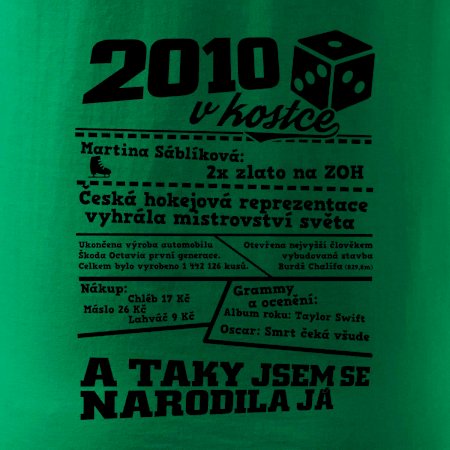 2010
v kostce
Martina Sáblíková:
2x zlato na ZOH
Česká hokejová reprezentace
vyhrála mistrovství světa
Ukončena výroba automobilu
Škoda Octavia první generace.
Celkem bylo vyrobeno 1 442 126 kusů.
Otevřena nejvyšší člověkem
vybudovaná stavba
Buráž Chalífa (829,8m)
Nákup:
Chléb 17 Kč
Máslo 26 Kč
Lahváč 9 Kč
Grammy
a ocenění:
Album roku: Taylor Swift
Oscar: Smrt čeká všude
A TAKY JSEM SE
NARODILA JÁ